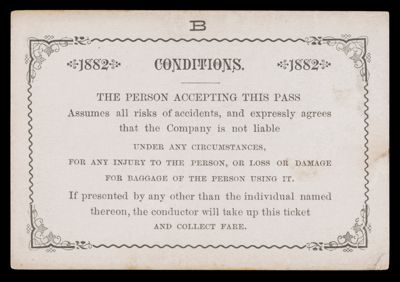 B
1882 CONDITIONS. 1882
THE PERSON ACCEPTING THIS PASS
Assumes all risks of accidents, and expressly agrees
that the Company is not liable
UNDER ANY CIRCUMSTANCES,
FOR ANY INJURY TO THE PERSON, OR LOSS OR DAMAGE
FOR BAGGAGE OF THE PERSON USING IT.
If presented by any other than the individual named
thereon, the conductor will take up this ticket
AND COLLECT FARE.